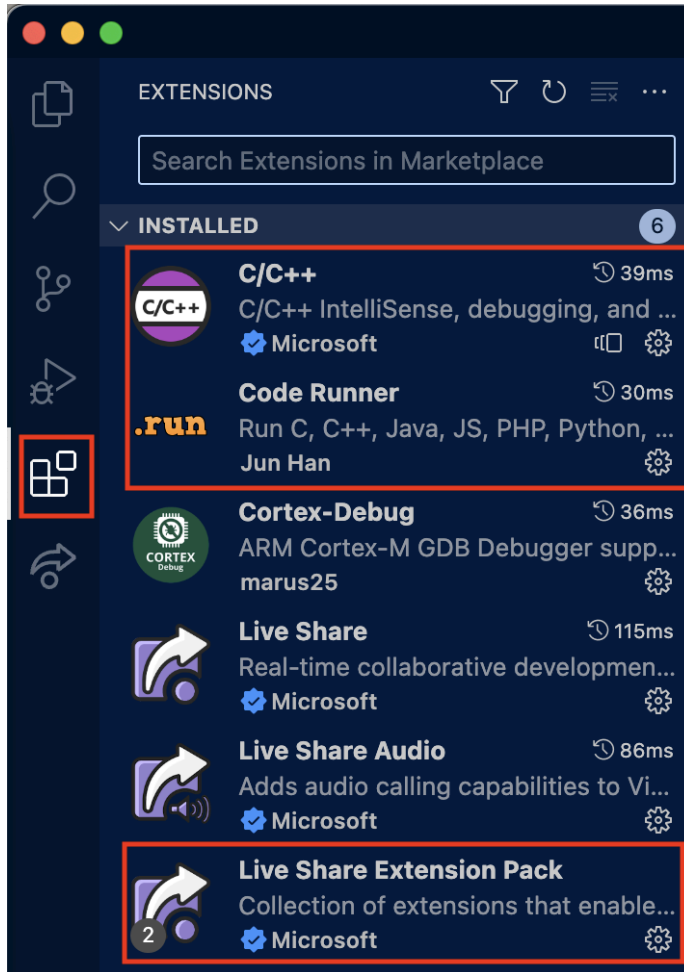 EXTENSIONS
Search Extensions in Marketplace
INSTALLED 6
C/C++ 39ms
C/C++
C/C++ IntelliSense, debugging, and ...
Microsoft
Code Runner 30ms
.run
Run C, C++, Java, JS, PHP, Python, ...
Jun Han
Cortex-Debug 36ms
CORTEX
Debug
ARM Cortex-M GDB Debugger supp...
marus25
Live Share 115ms
Real-time collaborative developmen...
Microsoft
Live Share Audio 86ms
Adds audio calling capabilities to Vi...
Microsoft
Live Share Extension Pack
Collection of extensions that enable...
2
Microsoft